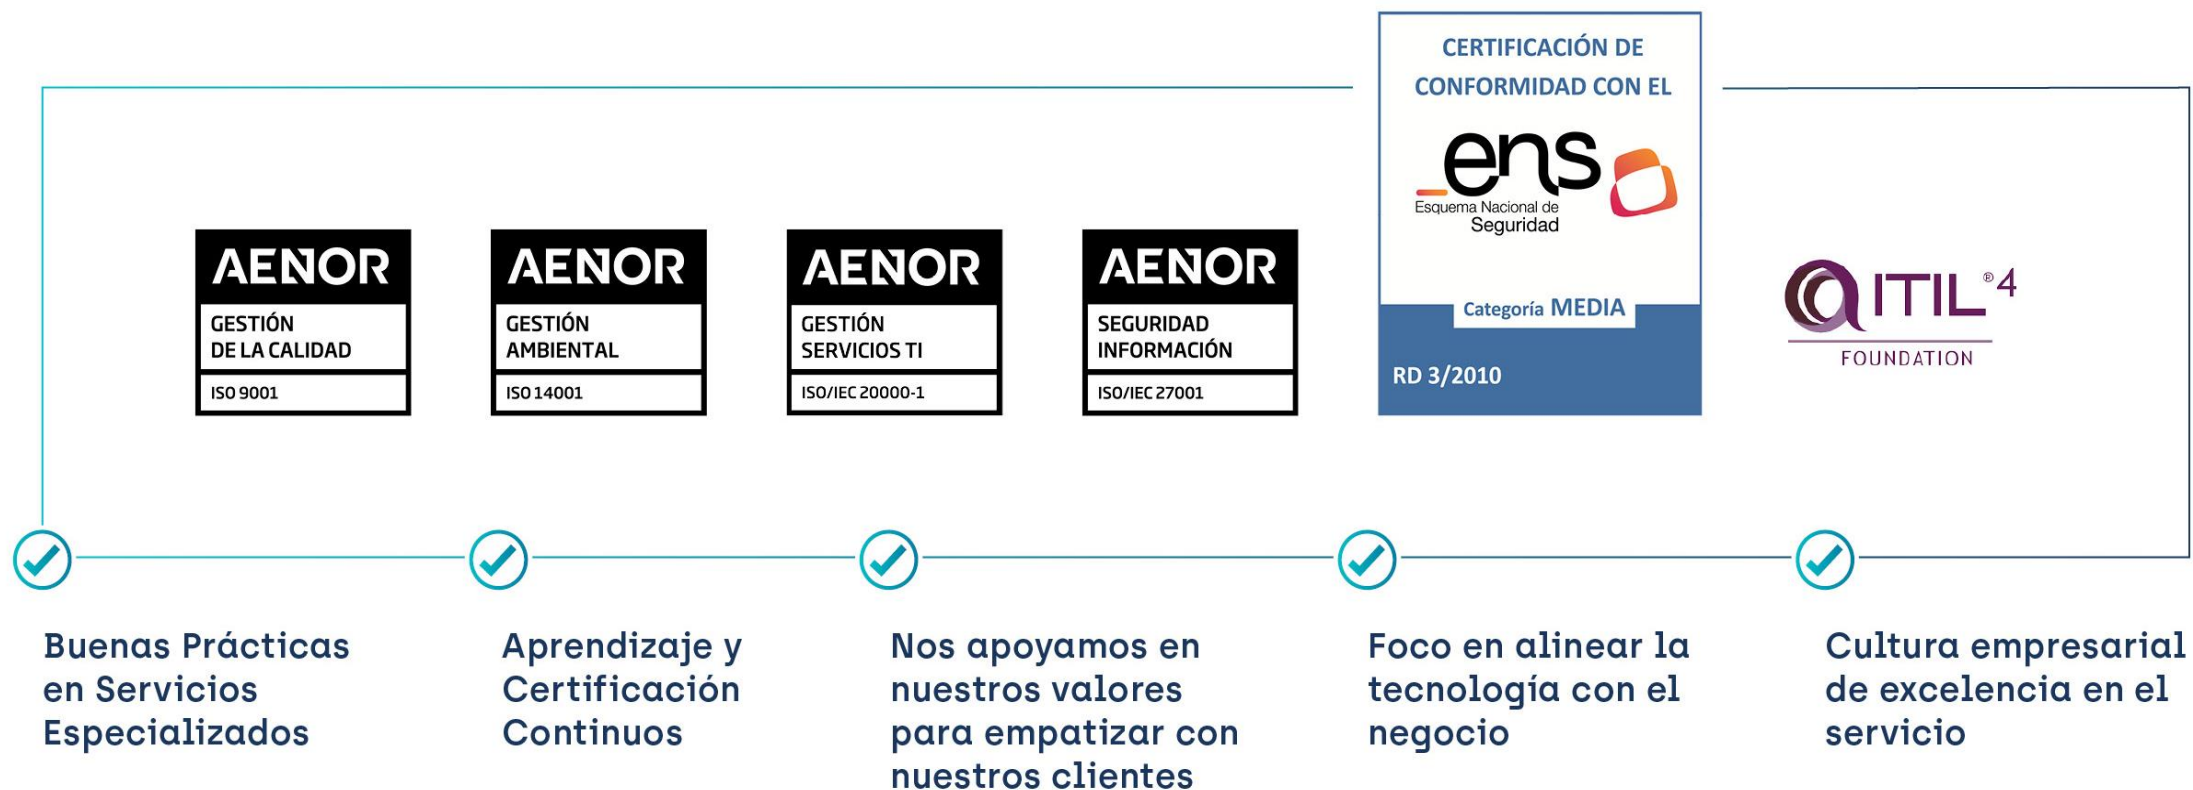 AENOR
GESTIÓN
DE LA CALIDAD
ISO 9001
AENOR
GESTIÓN
AMBIENTAL
ISO 14001
AENOR
GESTIÓN
SERVICIOS TI
ISO/IEC 20000-1
AENOR
SEGURIDAD
INFORMACIÓN
ISO/IEC 27001
CERTIFICACIÓN DE
CONFORMIDAD CON EL
ens
Esquema Nacional de
Seguridad
Categoría MEDIA
RD 3/2010
ITIL®4
FOUNDATION
Buenas Prácticas
en Servicios
Especializados
Aprendizaje y
Certificación
Continuos
Nos apoyamos en
nuestros valores
para empatizar con
nuestros clientes
Foco en alinear la
tecnología con el
negocio
Cultura empresarial
de excelencia en el
servicio